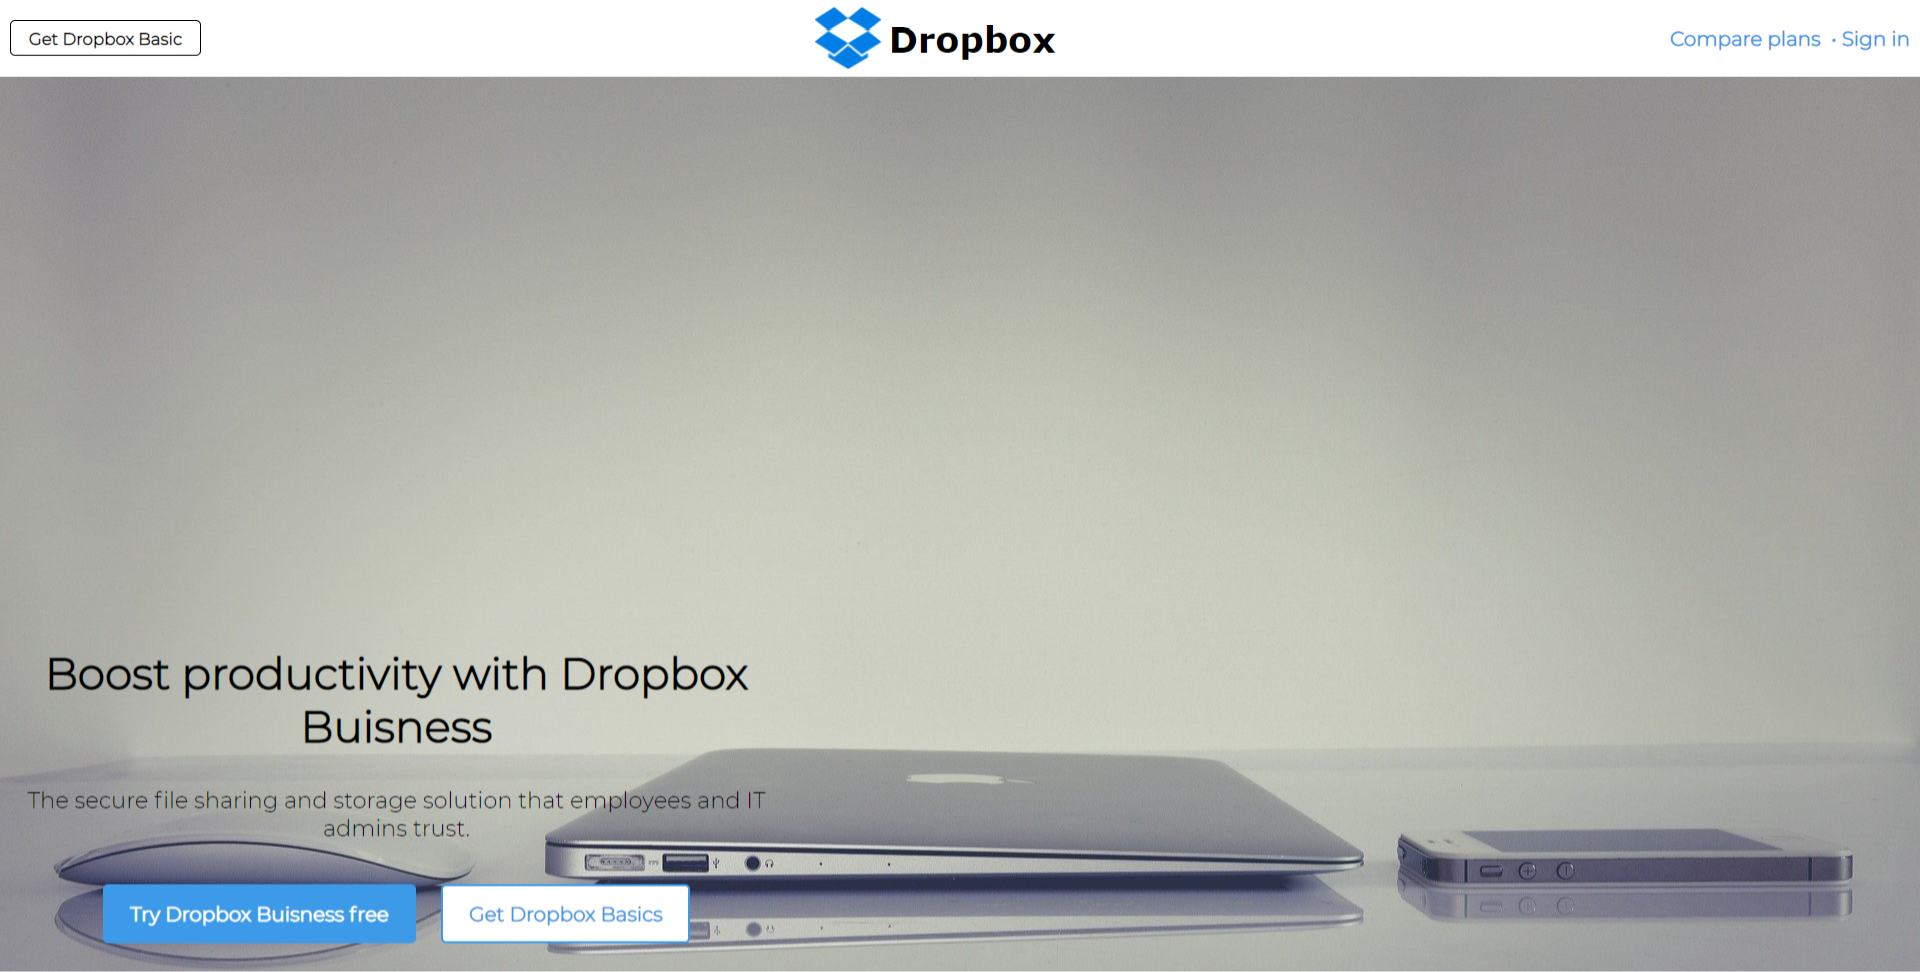 Get Dropbox Basic
Dropbox
Compare plans · Sign in
Boost productivity with Dropbox
Buisness
The secure file sharing and storage solution that employees and IT
admins trust.
Try Dropbox Buisness free
Get Dropbox Basics